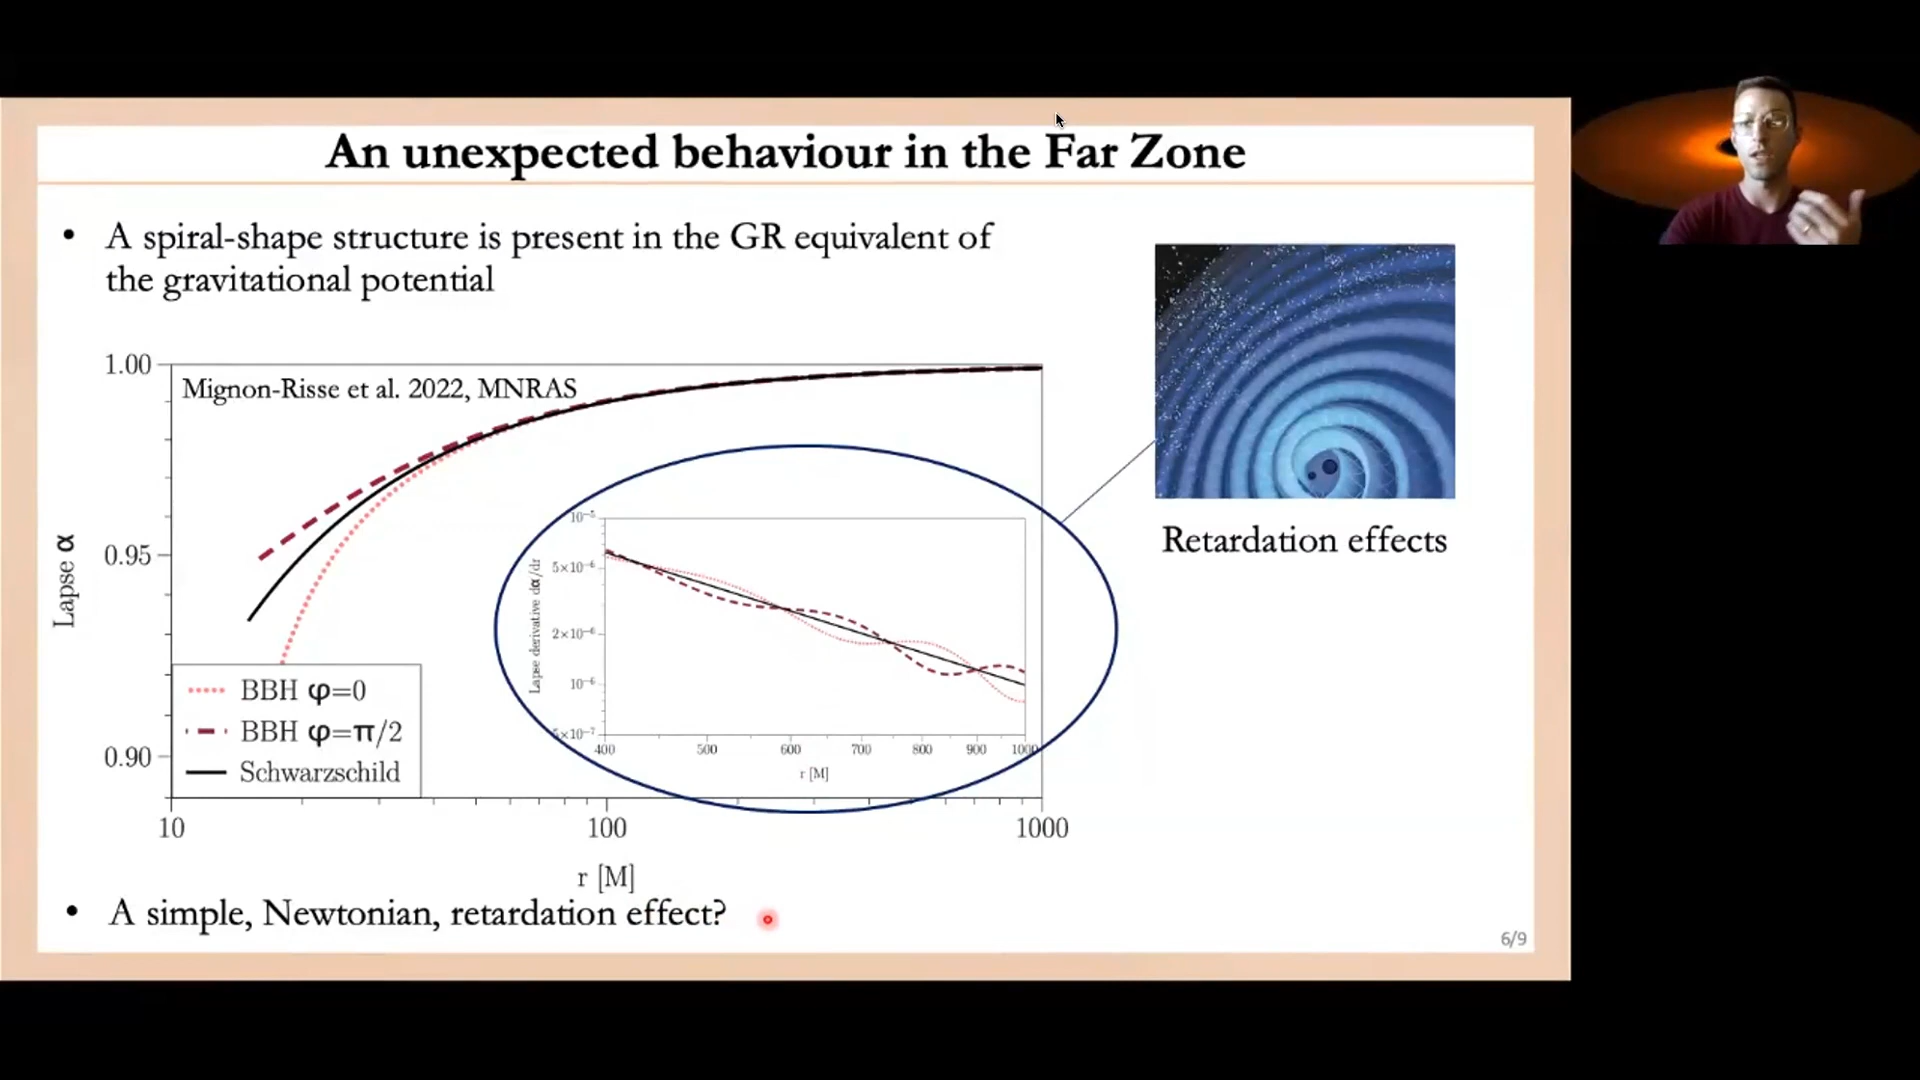 An unexpected behaviour in the Far Zone
• A spiral-shape structure is present in the GR equivalent of
the gravitational potential
1.00
Mignon-Risse et al. 2022, MNRAS
0.95
0.90
Lapse α
BBH φ=0
BBH φ=π/2
Schwarzschild
10
100
1000
r [M]
10⁻⁵
5×10⁻⁶
2×10⁻⁶
10⁻⁶
5×10⁻⁷
Lapse derivative dα/dr
400 500 600 700 800 900 1000
r [M]
Retardation effects
• A simple, Newtonian, retardation effect?
6/9